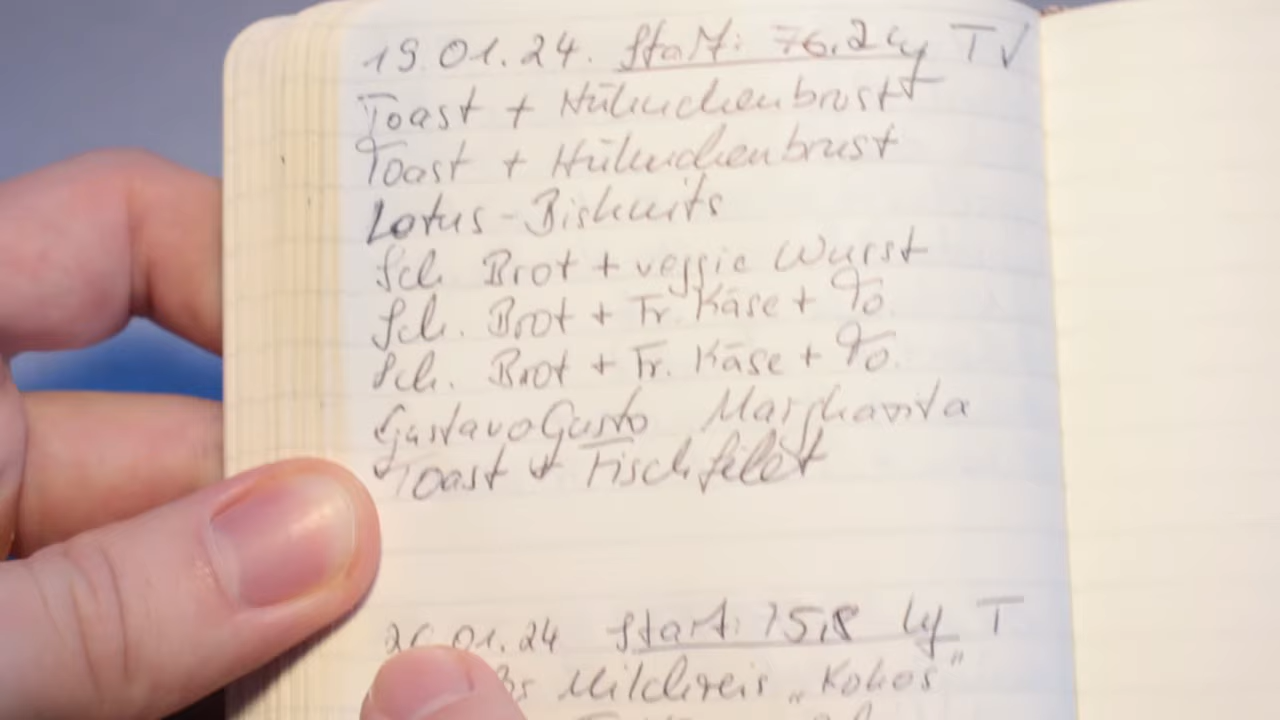 19.01.24. Start: 76,2 kg T √
Toast + Hühnchenbrust
Toast + Hühnchenbrust
Lotus-Biskuits
Sch. Brot + veggie Wurst
Sch. Brot + Fr. Käse + To.
Sch. Brot + Fr. Käse + To.
Gustavo Gusto Margharita
Toast + Fischfilet
01.24 Start: 75,8 kg T
Milchreis „Kokos"